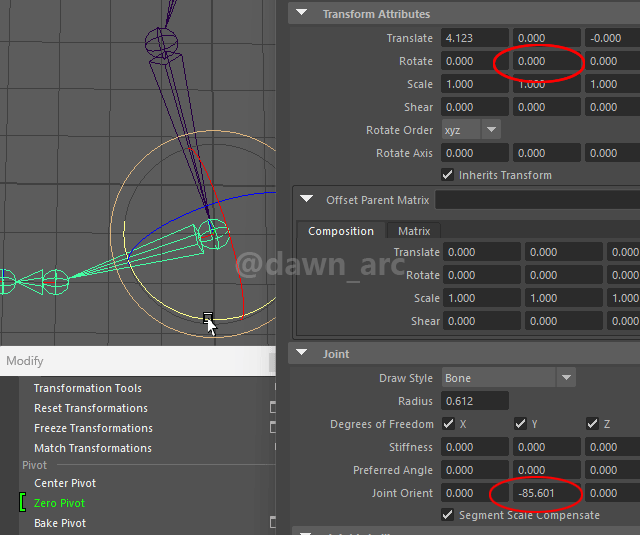 Transform Attributes
Translate 4.123 0.000 -0.000
Rotate 0.000 0.000 0.000
Scale 1.000 1.000 1.000
Shear 0.000 0.000 0.000
Rotate Order xyz
Rotate Axis 0.000 0.000 0.000
Inherits Transform
Offset Parent Matrix
Composition Matrix
Translate 0.000 0.000 0.000
@dawn_arc
Rotate 0.000 0.000 0.000
Scale 1.000 1.000 1.000
Shear 0.000 0.000 0.000
Joint
Draw Style Bone
Radius 0.612
Degrees of Freedom X Y Z
Stiffness 0.000 0.000 0.000
Preferred Angle 0.000 0.000 0.000
Joint Orient 0.000 -85.601 0.000
Segment Scale Compensate
Modify
Transformation Tools
Reset Transformations
Freeze Transformations
Match Transformations
Pivot
Center Pivot
Zero Pivot
Bake Pivot